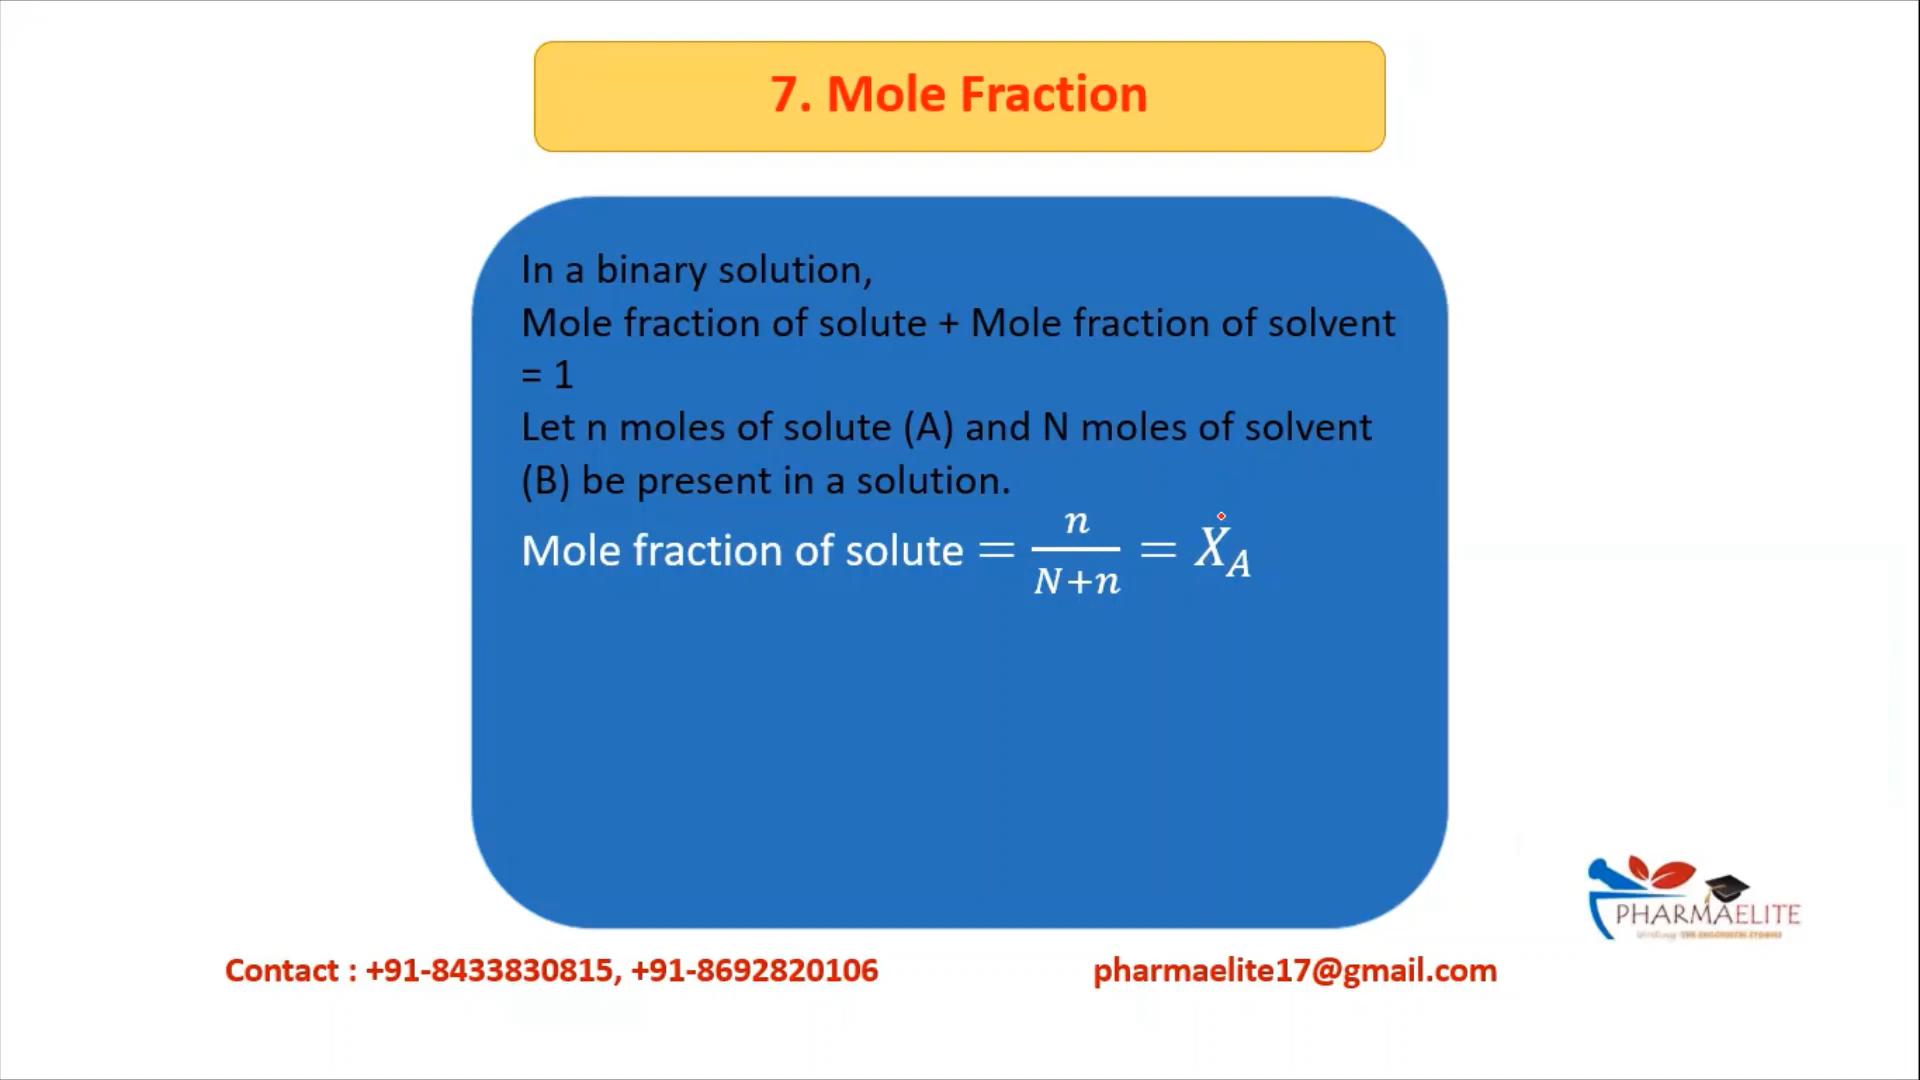 7. Mole Fraction
In a binary solution,
Mole fraction of solute + Mole fraction of solvent
= 1
Let n moles of solute (A) and N moles of solvent
(B) be present in a solution.
Mole fraction of solute = n/(N+n) = X_A
PHARMAELITE
Contact : +91-8433830815, +91-8692820106
pharmaelite17@gmail.com